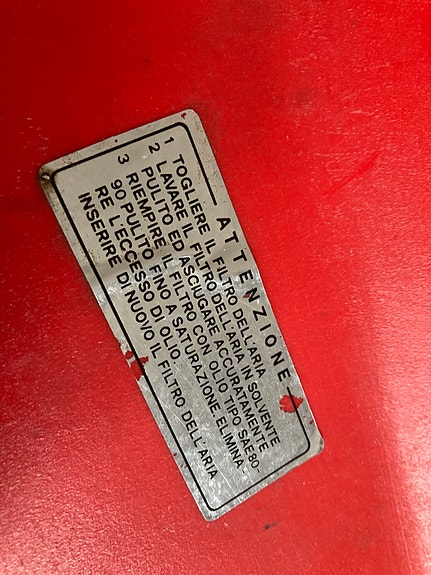 ATTENZIONE
1 TOGLIERE IL FILTRO DELL'ARIA
2 LAVARE IL FILTRO DELL'ARIA IN SOLVENTE
PULITO ED ASCIUGARE ACCURATAMENTE
3 RIEMPIRE IL FILTRO CON OLIO TIPO SAE80-
90 PULITO FINO A SATURAZIONE. ELIMINA-
RE L'ECCESSO DI OLIO.
INSERIRE DI NUOVO IL FILTRO DELL'ARIA